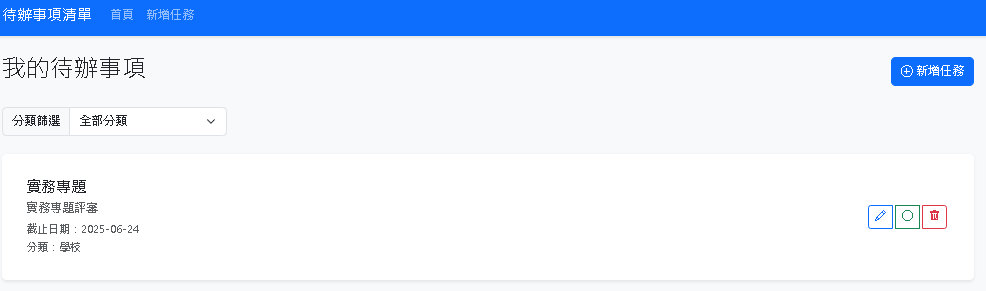 待辦事項清單 首頁 新增任務
我的待辦事項
新增任務
分類篩選 全部分類
實務專題
實務專題評審
截止日期：2025-06-24
分類：學校